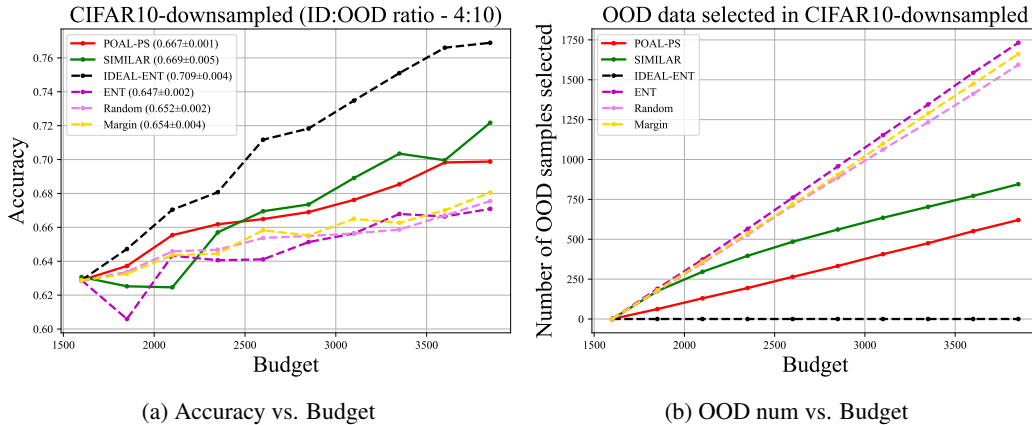 CIFAR10-downsampled (ID:OOD ratio - 4:10)
POAL-PS (0.667±0.001)
SIMILAR (0.669±0.005)
IDEAL-ENT (0.709±0.004)
ENT (0.647±0.002)
Random (0.652±0.002)
Margin (0.654±0.004)
Accuracy
0.76
0.74
0.72
0.70
0.68
0.66
0.64
0.62
0.60
1500
2000
2500
3000
3500
Budget
(a) Accuracy vs. Budget
OOD data selected in CIFAR10-downsampled
POAL-PS
SIMILAR
IDEAL-ENT
ENT
Random
Margin
Number of OOD samples selected
1750
1500
1250
1000
750
500
250
0
1500
2000
2500
3000
3500
Budget
(b) OOD num vs. Budget